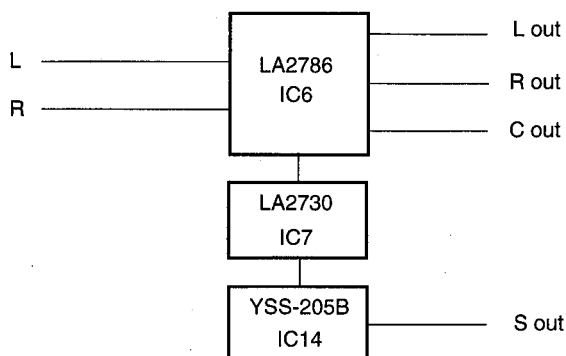 L out
L
LA2786
R out
IC6
R
C out
LA2730
IC7
YSS-205B
S out
IC14